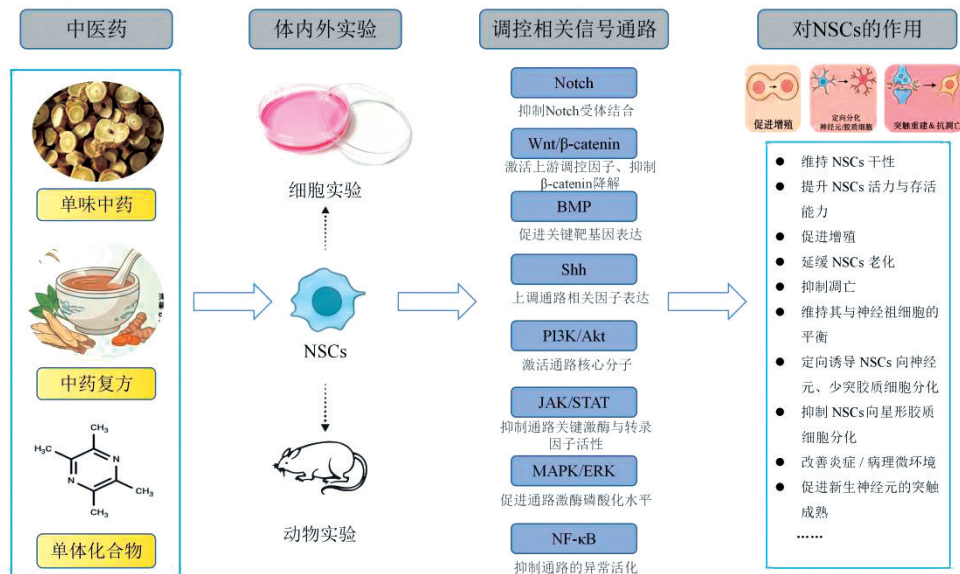 中医药
体内外实验
调控相关信号通路
对NSCs的作用
单味中药
中药复方
H₃C
CH₃
N
N
H₃C
CH₃
单体化合物
细胞实验
NSCs
动物实验
Notch
抑制Notch受体结合
Wnt/β-catenin
激活上游调控因子、抑制
β-catenin降解
BMP
促进关键靶基因表达
Shh
上调通路相关因子表达
PI3K/Akt
激活通路核心分子
JAK/STAT
抑制通路关键激酶与转录
因子活性
MAPK/ERK
促进通路激酶磷酸化水平
NF-κB
抑制通路的异常活化
促进增殖
定向分化
神经元/胶质细胞
突触重建&抗凋亡
● 维持 NSCs 干性
● 提升 NSCs 活力与存活
能力
● 促进增殖
● 延缓 NSCs 老化
● 抑制凋亡
● 维持其与神经祖细胞的
平衡
● 定向诱导 NSCs 向神经
元、少突胶质细胞分化
● 抑制 NSCs向星形胶质
细胞分化
● 改善炎症 / 病理微环境
● 促进新生神经元的突触
成熟
……